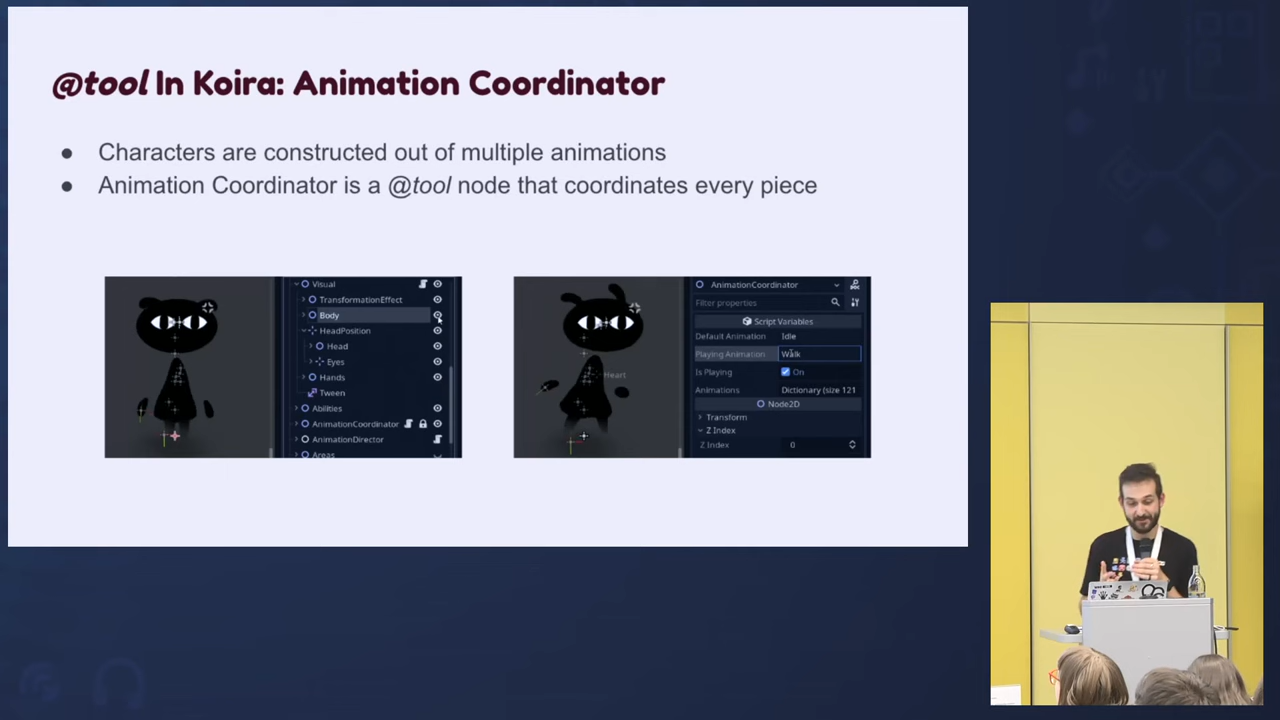 @tool In Koira: Animation Coordinator
● Characters are constructed out of multiple animations
● Animation Coordinator is a @tool node that coordinates every piece
Visual
TransformationEffect
Body
HeadPosition
Head
Eyes
Hands
Tween
Abilities
AnimationCoordinator
AnimationDirector
Areas
Heart
AnimationCoordinator
Filter properties
Script Variables
Default Animation Idle
Playing Animation Walk
Is Playing On
Animations Dictionary (size 121
Node2D
Transform
Z Index
Z Index 0